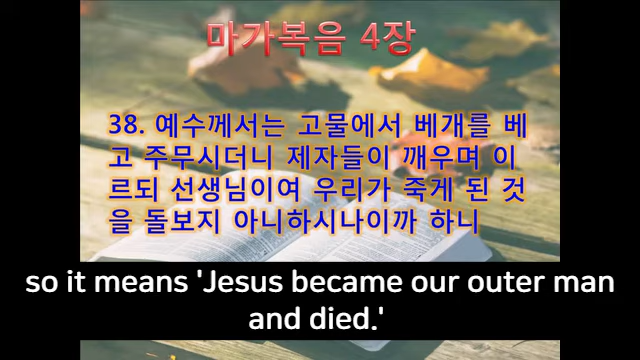 마가복음 4장
38. 예수께서는 고물에서 베개를 베
고 주무시더니 제자들이 깨우며 이
르되 선생님이여 우리가 죽게 된 것
을 돌보지 아니하시나이까 하니
so it means 'Jesus became our outer man
and died.'